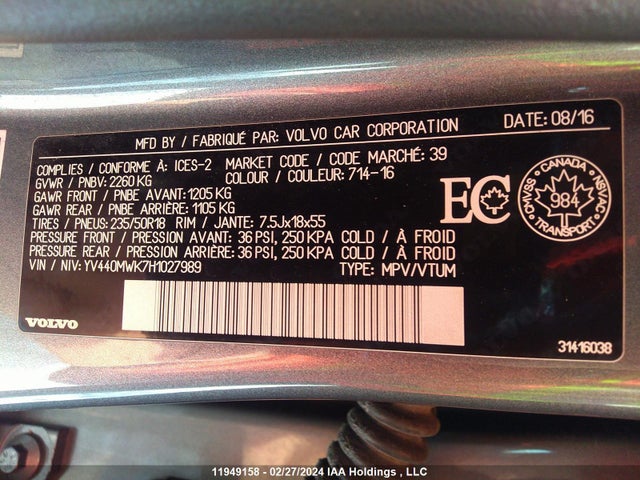 MFD BY / FABRIQUÉ PAR: VOLVO CAR CORPORATION DATE: 08/16
COMPLIES / CONFORME À: ICES-2 MARKET CODE / CODE MARCHÉ: 39
GVWR / PNBV: 2260 KG COLOUR / COULEUR: 714-16
GAWR FRONT / PNBE AVANT: 1205 KG
GAWR REAR / PNBE ARRIÈRE: 1105 KG
TIRES / PNEUS: 235/50R18 RIM / JANTE: 7.5Jx18x55
PRESSURE FRONT / PRESSION AVANT: 36 PSI, 250 KPA COLD / À FROID
PRESSURE REAR / PRESSION ARRIÈRE: 36 PSI, 250 KPA COLD / À FROID
VIN / NIV: YV440MWK7H1027989 TYPE: MPV/VTUM
EC
CANADA
CMVSS
NSVAC
984
TRANSPORT
VOLVO
31416038
11949158 - 02/27/2024 IAA Holdings , LLC